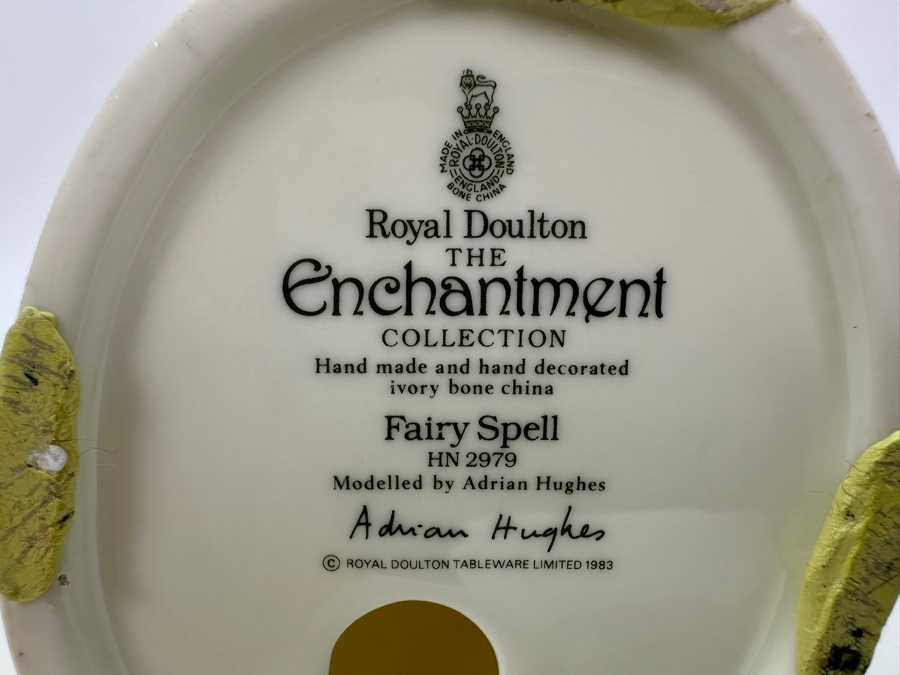 MADE IN ENGLAND
ROYAL·DOULTON
ENGLAND
BONE CHINA
Royal Doulton
THE
Enchantment
COLLECTION
Hand made and hand decorated
ivory bone china
Fairy Spell
HN 2979
Modelled by Adrian Hughes
Adrian Hughes
© ROYAL DOULTON TABLEWARE LIMITED 1983